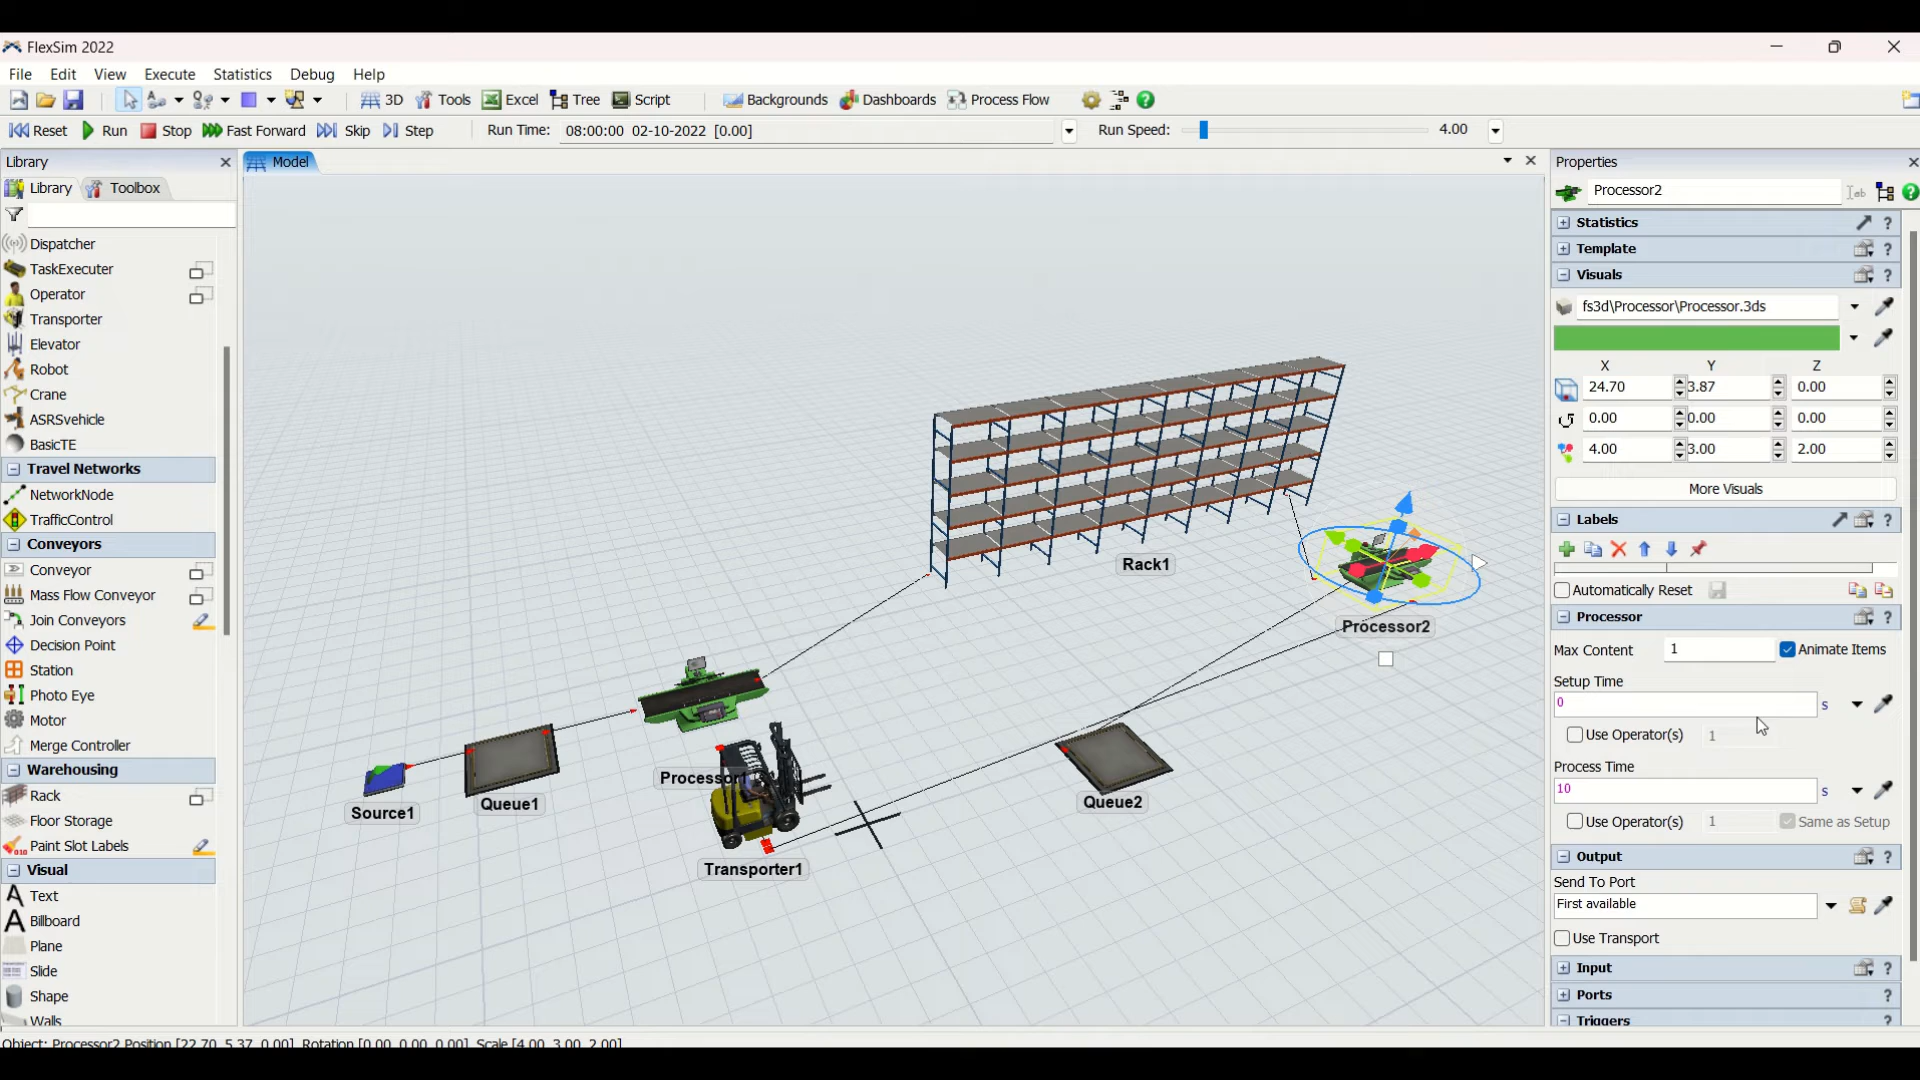 FlexSim 2022
File Edit View Execute Statistics Debug Help
3D Tools Excel Tree Script Backgrounds Dashboards Process Flow
Reset Run Stop Fast Forward Skip Step Run Time: 08:00:00 02-10-2022 [0.00] Run Speed: 4.00
Library
Library Toolbox
Dispatcher
TaskExecuter
Operator
Transporter
Elevator
Robot
Crane
ASRSvehicle
BasicTE
Travel Networks
NetworkNode
TrafficControl
Conveyors
Conveyor
Mass Flow Conveyor
Join Conveyors
Decision Point
Station
Photo Eye
Motor
Merge Controller
Warehousing
Rack
Floor Storage
Paint Slot Labels
Visual
Text
Billboard
Plane
Slide
Shape
Walls
Model
Rack1
Processor2
Processor1
Source1
Queue1
Queue2
Transporter1
Properties
Processor2
Statistics
Template
Visuals
fs3d\Processor\Processor.3ds
X Y Z
24.70 3.87 0.00
0.00 0.00 0.00
4.00 3.00 2.00
More Visuals
Labels
Automatically Reset
Processor
Max Content 1 Animate Items
Setup Time
0 s
Use Operator(s) 1
Process Time
10 s
Use Operator(s) 1 Same as Setup
Output
Send To Port
First available
Use Transport
Input
Ports
Triggers
Object: Processor2 Position [22.70, 5.37, 0.00] Rotation [0.00, 0.00, 0.00] Scale [4.00, 3.00, 2.00]